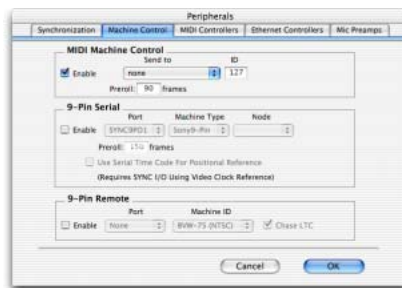 Peripherals
Synchronization Machine Control MIDI Controllers Ethernet Controllers Mic Preamps
MIDI Machine Control
Send to ID
Enable none 127
Preroll: 90 frames
9-Pin Serial
Port Machine Type Node
Enable SYNC9PD1 Sony9-Pin
Preroll: 150 frames
Use Serial Time Code For Positional Reference
(Requires SYNC I/O Using Video Clock Reference)
9-Pin Remote
Port Machine ID
Enable None BVW-75 (NTSC) Chase LTC
Cancel OK